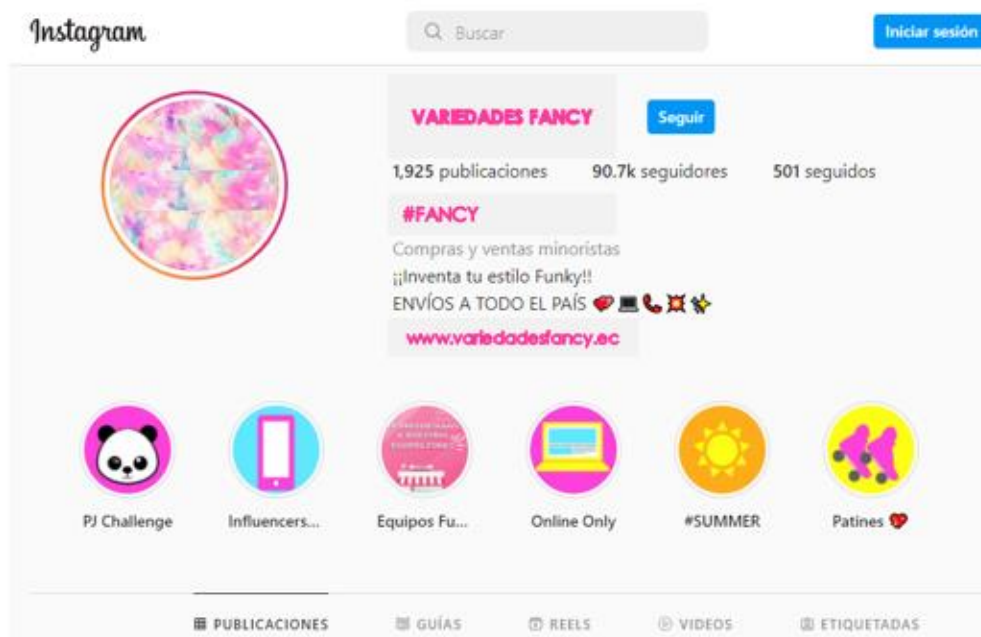 Instagram
Buscar
Iniciar sesión
VARIEDADES FANCY
Seguir
1,925 publicaciones 90.7k seguidores 501 seguidos
#FANCY
Compras y ventas minoristas
¡¡Inventa tu estilo Funky!!
ENVÍOS A TODO EL PAÍS
www.variedadesfancy.ec
PJ Challenge
Influencers...
Equipos Fu...
Online Only
#SUMMER
Patines
PUBLICACIONES
GUÍAS
REELS
VIDEOS
ETIQUETADAS